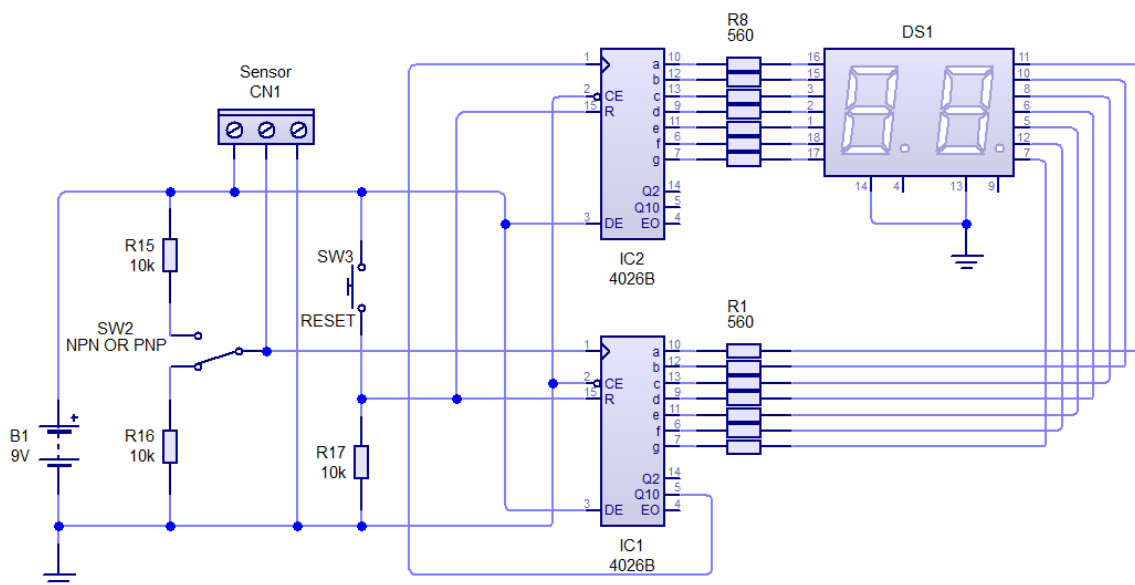 R8
560
DS1
Sensor
CN1
1
2
15
3
CE
R
DE
a
b
c
d
e
f
g
Q2
Q10
EO
10
12
13
9
11
6
7
14
5
4
16
15
3
2
1
18
17
11
10
8
6
5
12
7
14
4
13
9
IC2
4026B
R15
10k
SW3
RESET
SW2
NPN OR PNP
R16
10k
R17
10k
B1
9V
+
R1
560
1
2
15
3
CE
R
DE
a
b
c
d
e
f
g
Q2
Q10
EO
10
12
13
9
11
6
7
14
5
4
IC1
4026B